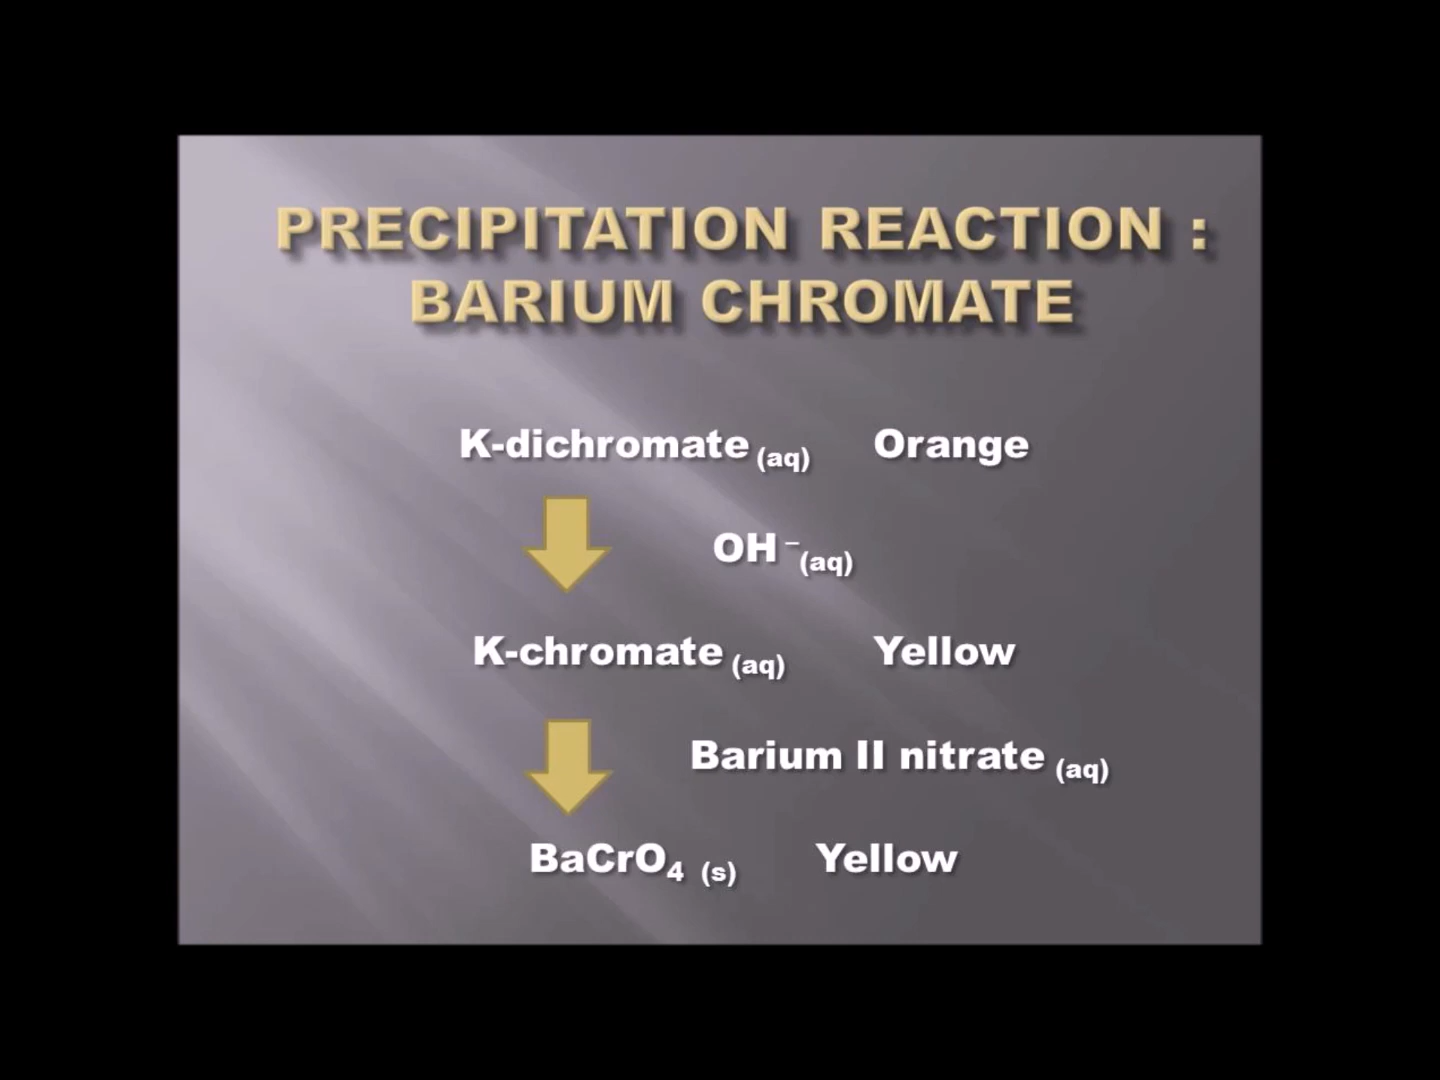 PRECIPITATION REACTION :
BARIUM CHROMATE
K-dichromate (aq) Orange
OH –(aq)
K-chromate (aq) Yellow
Barium II nitrate (aq)
BaCrO4 (s) Yellow